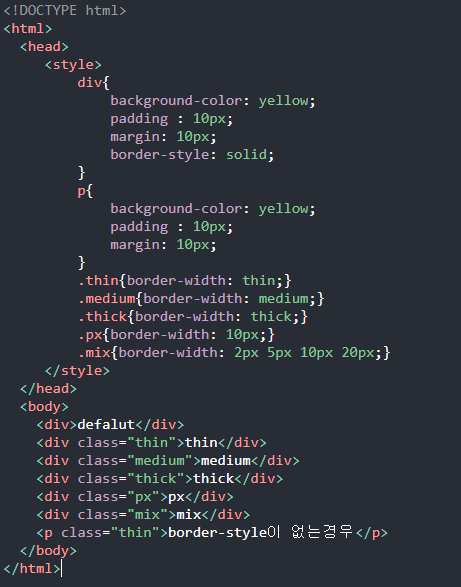 <!DOCTYPE html>
<html>
<head>
<style>
div{
background-color: yellow;
padding : 10px;
margin: 10px;
border-style: solid;
}
p{
background-color: yellow;
padding : 10px;
margin: 10px;
}
.thin{border-width: thin;}
.medium{border-width: medium;}
.thick{border-width: thick;}
.px{border-width: 10px;}
.mix{border-width: 2px 5px 10px 20px;}
</style>
</head>
<body>
<div>defalut</div>
<div class="thin">thin</div>
<div class="medium">medium</div>
<div class="thick">thick</div>
<div class="px">px</div>
<div class="mix">mix</div>
<p class="thin">border-style이 없는경우</p>
</body>
</html>